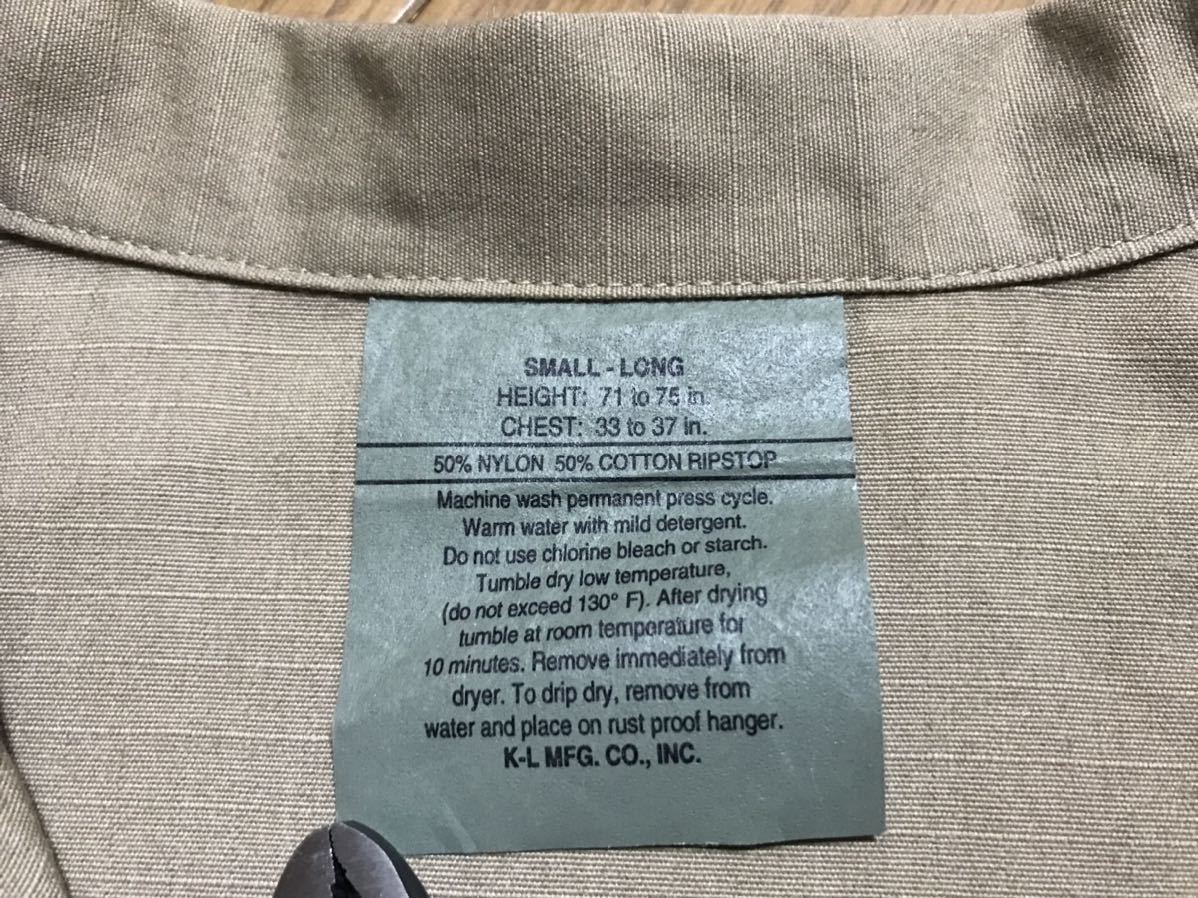 SMALL - LONG
HEIGHT: 71 to 75 in.
CHEST: 33 to 37 in.
50% NYLON 50% COTTON RIPSTOP
Machine wash permanent press cycle.
Warm water with mild detergent.
Do not use chlorine bleach or starch.
Tumble dry low temperature,
(do not exceed 130° F). After drying
tumble at room temperature for
10 minutes. Remove immediately from
dryer. To drip dry, remove from
water and place on rust proof hanger.
K-L MFG. CO., INC.